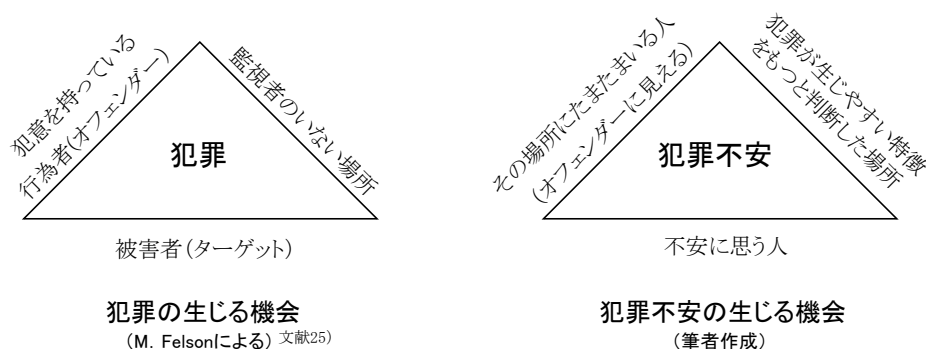 犯意を持っている
行為者(オフェンダー)
監視者のいない場所
犯罪
被害者(ターゲット)
犯罪の生じる機会
(M. Felsonによる) 文献25)
その場所にたまたまいる人
(オフェンダーに見える)
犯罪が生じやすい特徴
をもつと判断した場所
犯罪不安
不安に思う人
犯罪不安の生じる機会
(筆者作成)